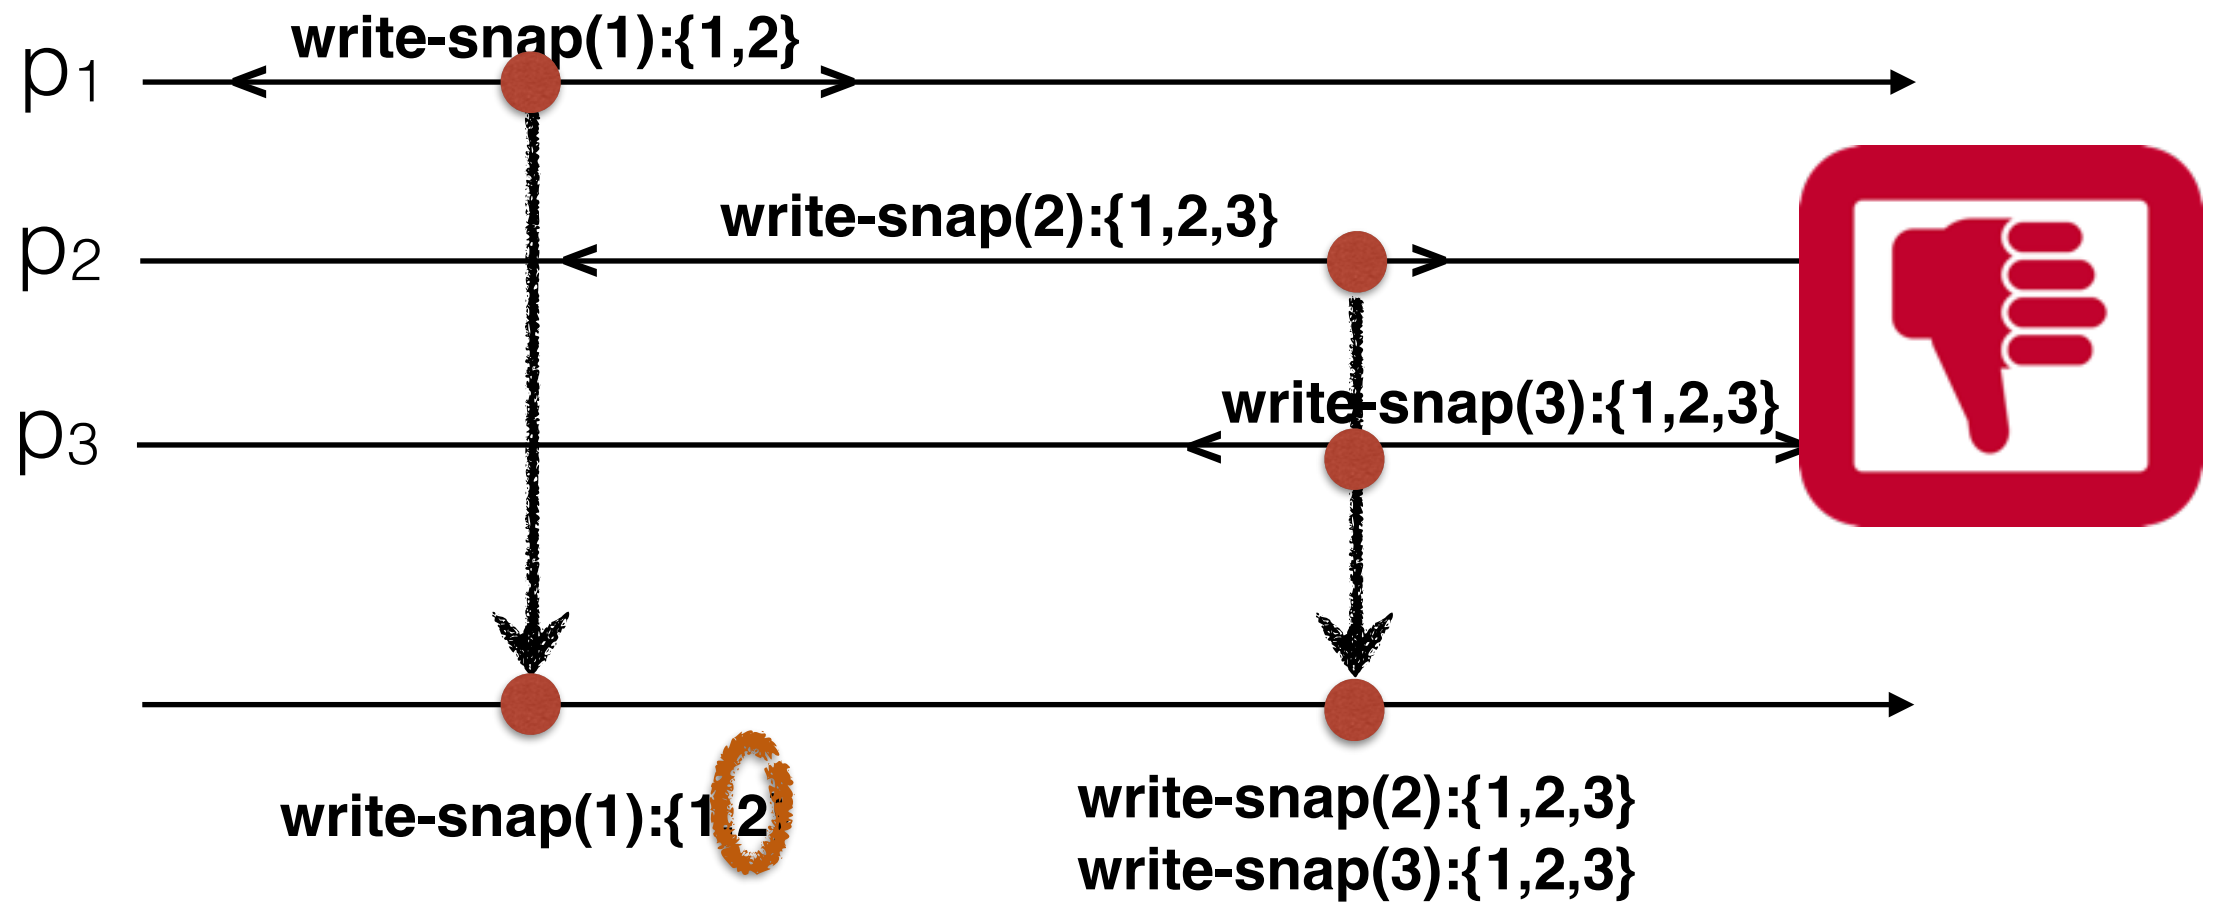 write-snap(1):{1,2}
p1
write-snap(2):{1,2,3}
p2
write-snap(3):{1,2,3}
p3
write-snap(1):{1,2}
write-snap(2):{1,2,3}
write-snap(3):{1,2,3}